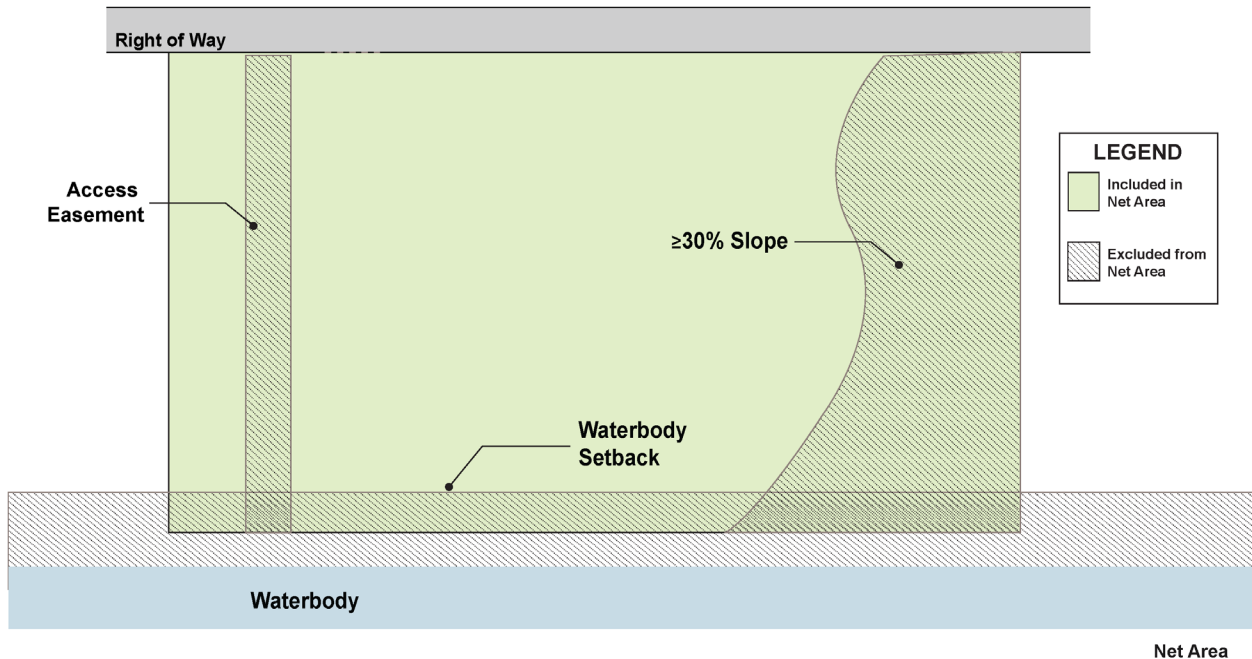 Right of Way
Access
Easement
≥30% Slope
LEGEND
Included in
Net Area
Excluded from
Net Area
Waterbody
Setback
Waterbody
Net Area